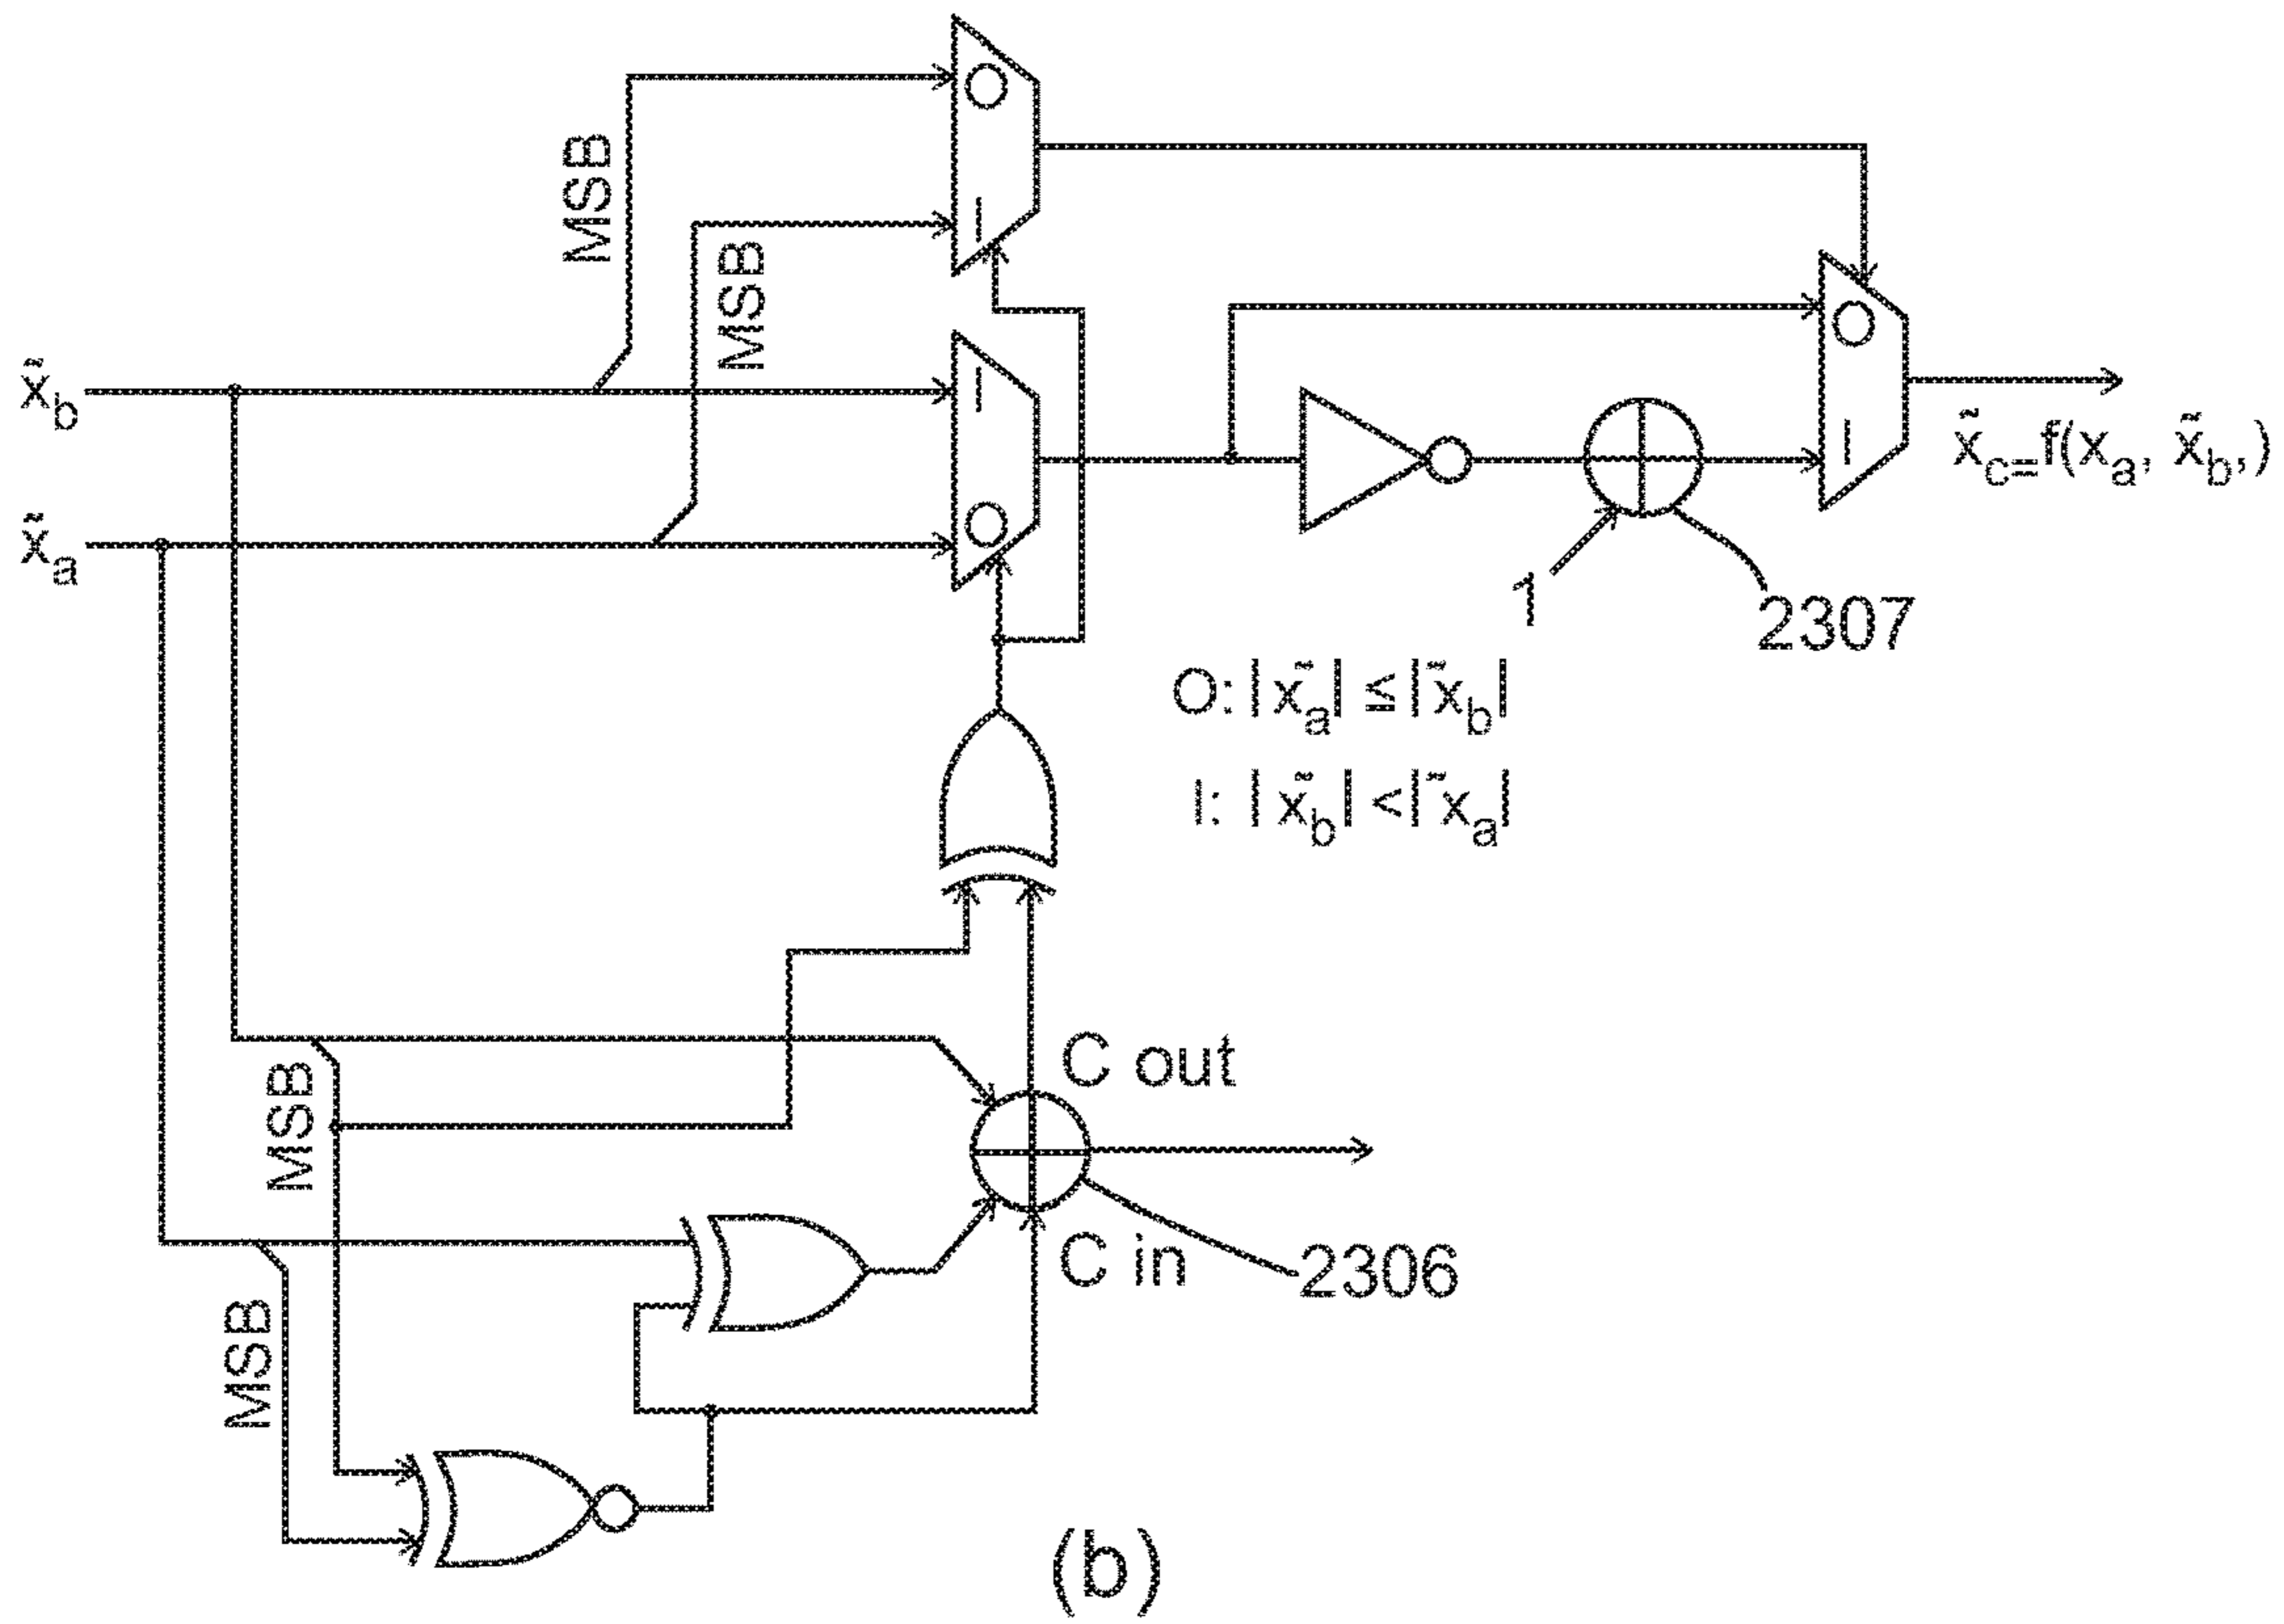 MSB
O
I
MSB
x̃b
I
O
x̃a
O
I
x̃c=f(xa, x̃b,)
1
2307
O: |x̃a| ≤ |x̃b|
I: |x̃b| < |x̃a|
MSB
C out
C in
2306
MSB
(b)